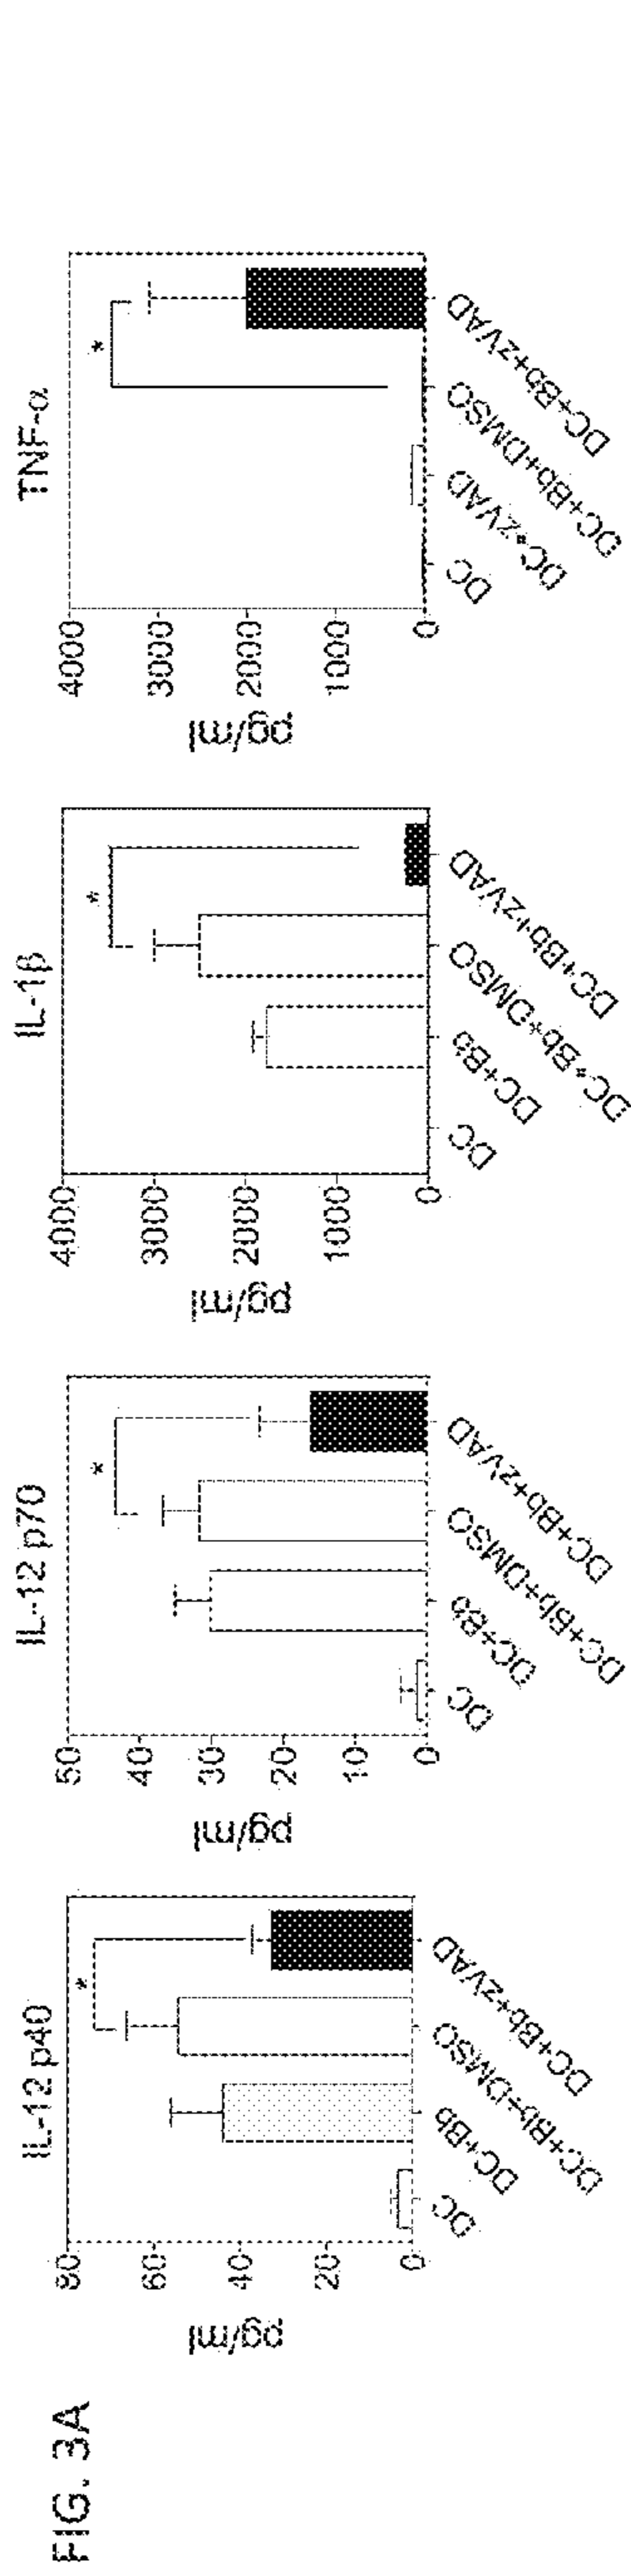 FIG. 3A
IL-12 p40
pg/ml
80
60
40
20
0
*
DC
DC+Bb
DC+Bb+DMSO
DC+Bb+zVAD
IL-12 p70
pg/ml
50
40
30
20
10
0
*
DC
DC+Bb
DC+Bb+DMSO
DC+Bb+zVAD
IL-1β
pg/ml
4000
3000
2000
1000
0
*
DC
DC+Bb
DC+Bb+DMSO
DC+Bb+zVAD
TNF-α
pg/ml
4000
3000
2000
1000
0
*
DC
DC+zVAD
DC+Bb+DMSO
DC+Bb+zVAD